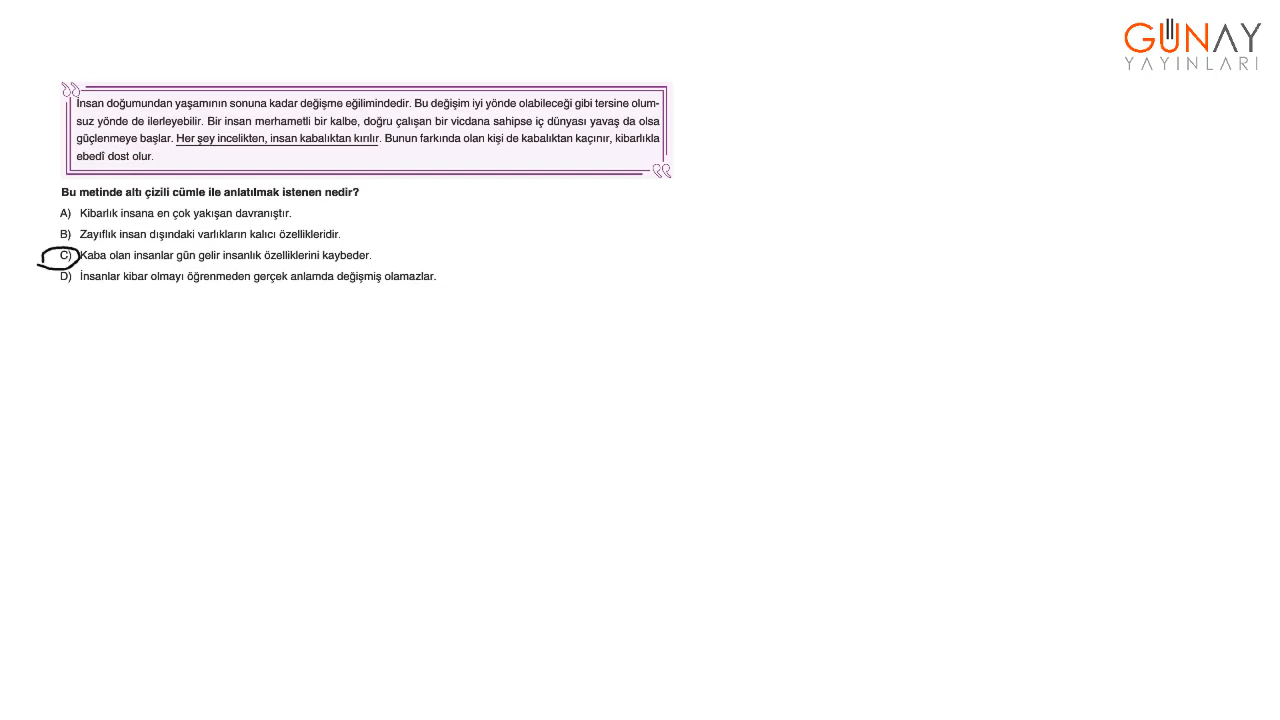 GÜNAY
YAYINLARI
İnsan doğumundan yaşamının sonuna kadar değişme eğilimindedir. Bu değişim iyi yönde olabileceği gibi tersine olum-
suz yönde de ilerleyebilir. Bir insan merhametli bir kalbe, doğru çalışan bir vicdana sahipse iç dünyası yavaş da olsa
güçlenmeye başlar. Her şey incelikten, insan kabalıktan kırılır. Bunun farkında olan kişi de kabalıktan kaçınır, kibarlıkla
ebedî dost olur.
Bu metinde altı çizili cümle ile anlatılmak istenen nedir?
A) Kibarlık insana en çok yakışan davranıştır.
B) Zayıflık insan dışındaki varlıkların kalıcı özellikleridir.
C) Kaba olan insanlar gün gelir insanlık özelliklerini kaybeder.
D) İnsanlar kibar olmayı öğrenmeden gerçek anlamda değişmiş olamazlar.